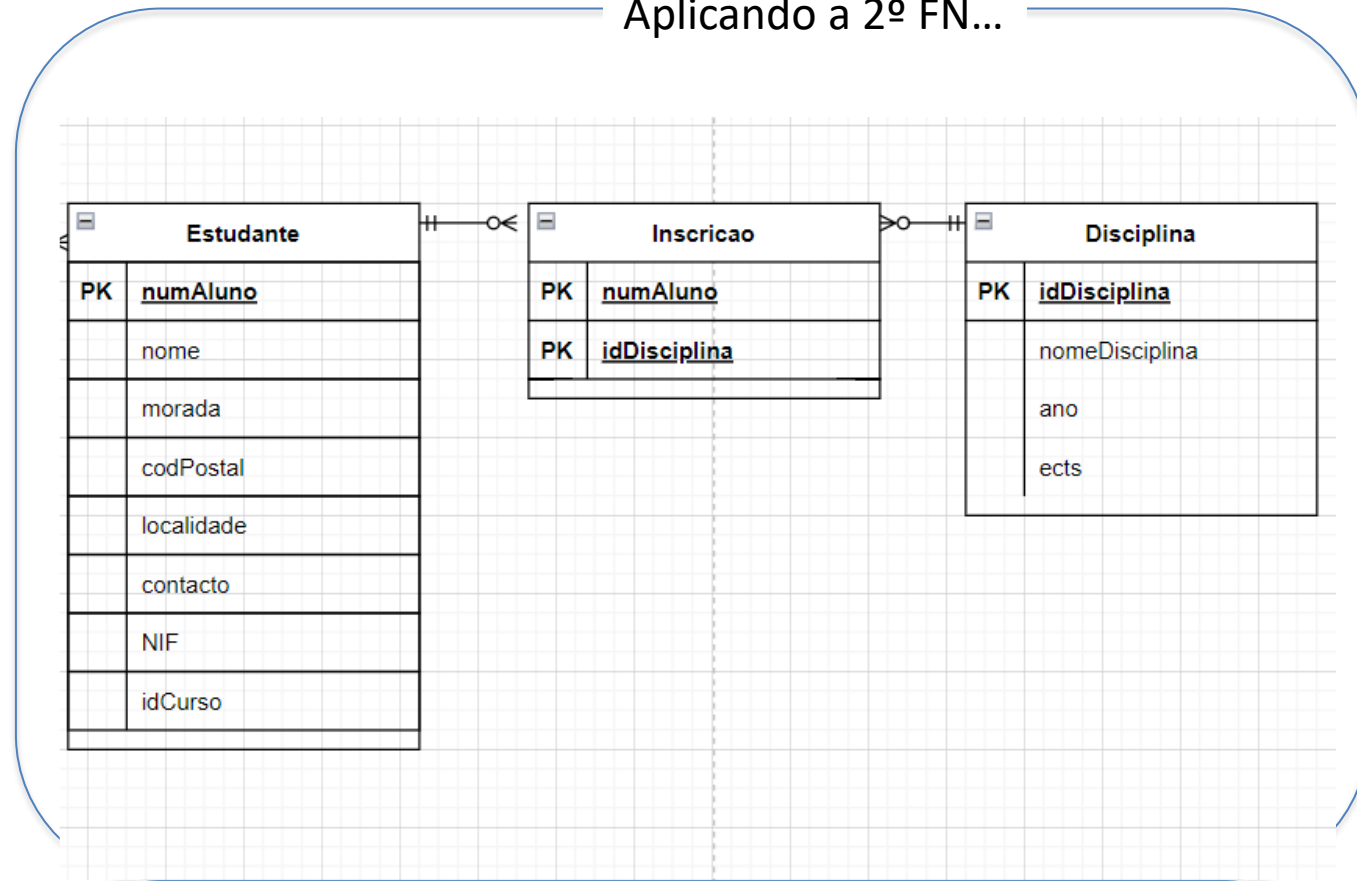 Aplicando a 2º FN...
Estudante
PK numAluno
nome
morada
codPostal
localidade
contacto
NIF
idCurso
Inscricao
PK numAluno
PK idDisciplina
Disciplina
PK idDisciplina
nomeDisciplina
ano
ects